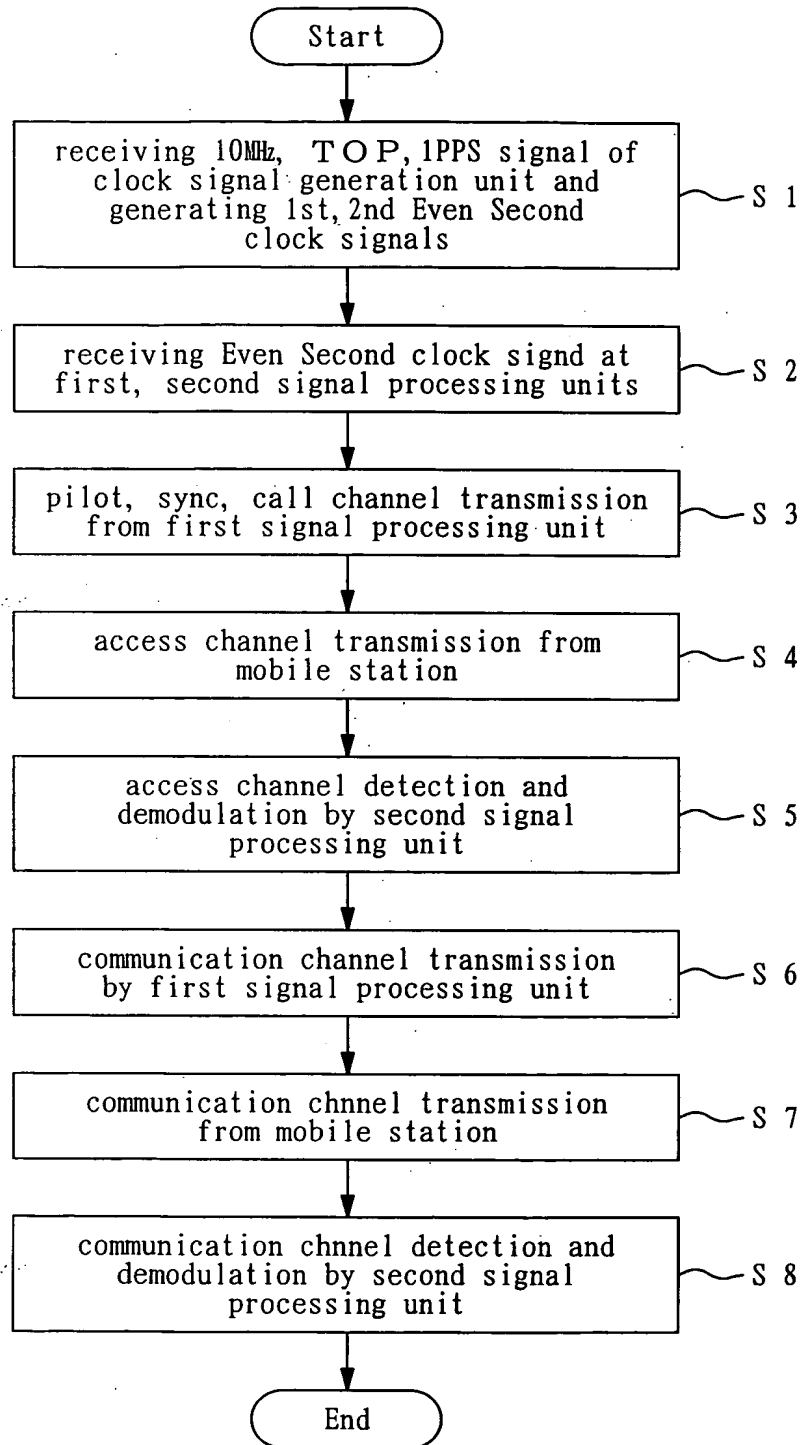 Start
receiving 10MHz, TOP, 1PPS signal of
clock signal generation unit and
generating 1st, 2nd Even Second
clock signals
S 1
receiving Even Second clock signd at
first, second signal processing units
S 2
pilot, sync, call channel transmission
from first signal processing unit
S 3
access channel transmission from
mobile station
S 4
access channel detection and
demodulation by second signal
processing unit
S 5
communication channel transmission
by first signal processing unit
S 6
communication chnnel transmission
from mobile station
S 7
communication chnnel detection and
demodulation by second signal
processing unit
S 8
End